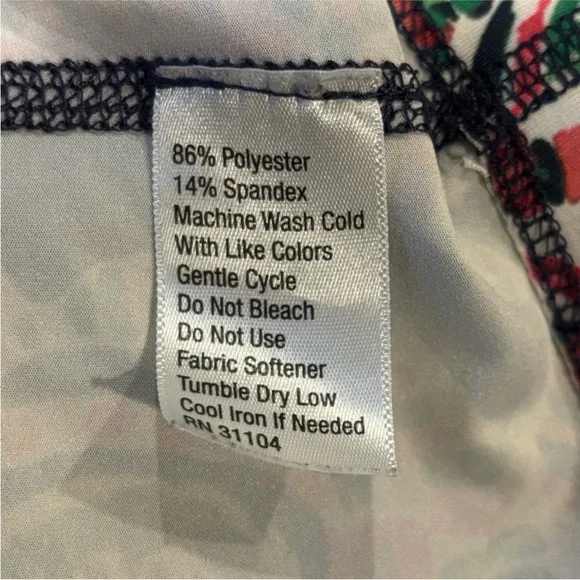 86% Polyester
14% Spandex
Machine Wash Cold
With Like Colors
Gentle Cycle
Do Not Bleach
Do Not Use
Fabric Softener
Tumble Dry Low
Cool Iron If Needed
RN 31104